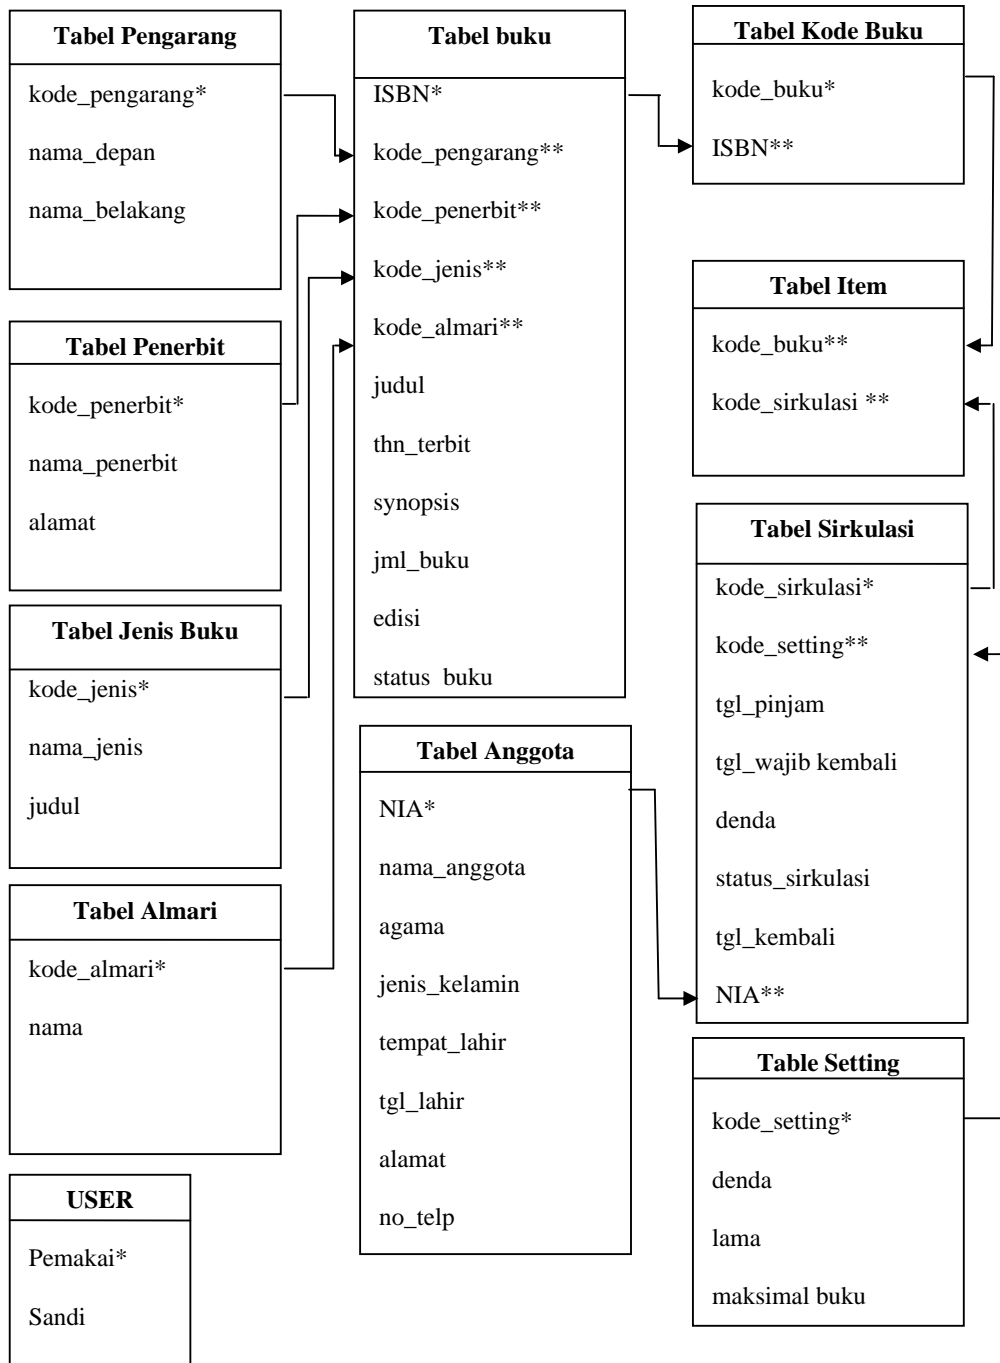 Tabel Pengarang
kode_pengarang*
nama_depan
nama_belakang
Tabel Penerbit
kode_penerbit*
nama_penerbit
alamat
Tabel Jenis Buku
kode_jenis*
nama_jenis
judul
Tabel Almari
kode_almari*
nama
USER
Pemakai*
Sandi
Tabel buku
ISBN*
kode_pengarang**
kode_penerbit**
kode_jenis**
kode_almari**
judul
thn_terbit
synopsis
jml_buku
edisi
status_buku
Tabel Anggota
NIA*
nama_anggota
agama
jenis_kelamin
tempat_lahir
tgl_lahir
alamat
no_telp
Tabel Kode Buku
kode_buku*
ISBN**
Tabel Item
kode_buku**
kode_sirkulasi **
Tabel Sirkulasi
kode_sirkulasi*
kode_setting**
tgl_pinjam
tgl_wajib kembali
denda
status_sirkulasi
tgl_kembali
NIA**
Table Setting
kode_setting*
denda
lama
maksimal buku